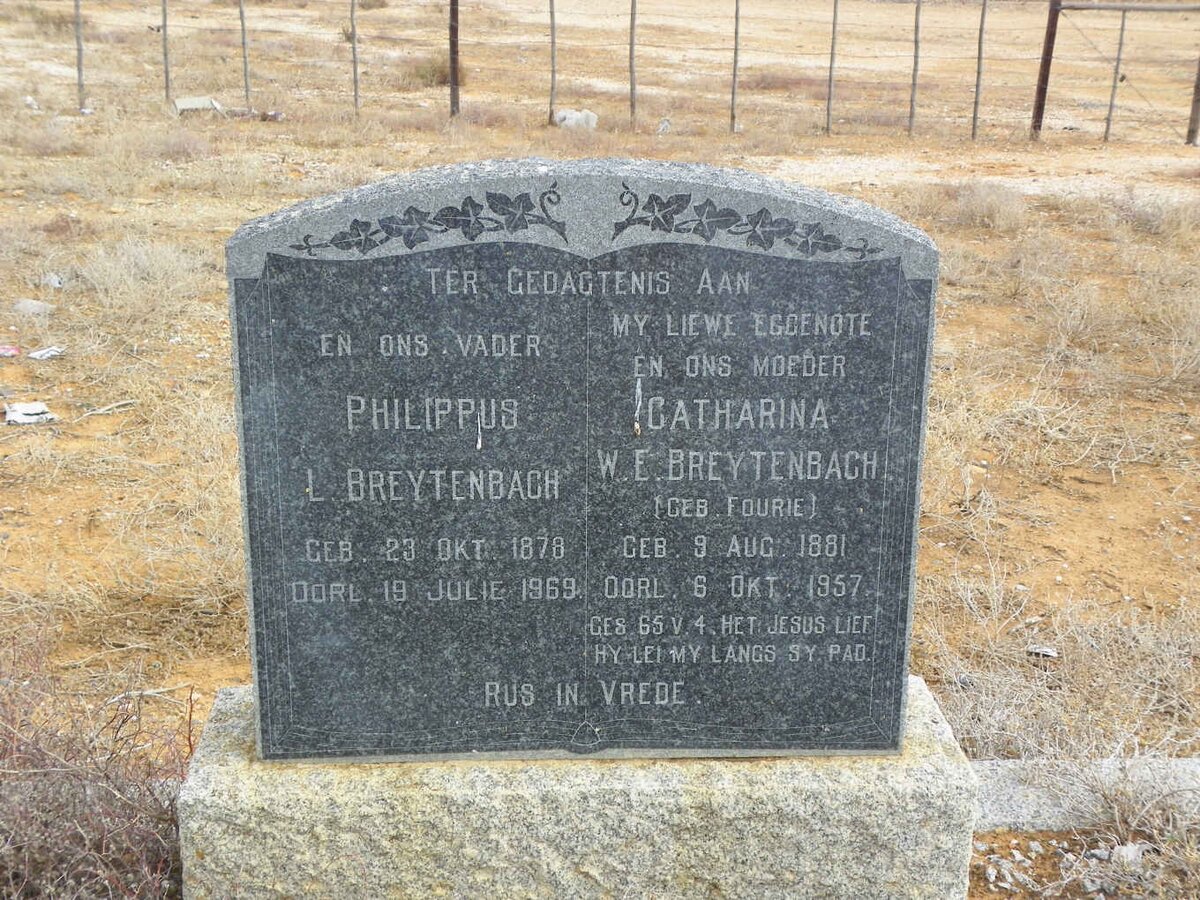 TER GEDAGTENIS AAN
EN ONS VADER
PHILIPPUS
L. BREYTENBACH
GEB. 23 OKT. 1878
OORL. 19 JULIE 1969
MY LIEWE EGGENOTE
EN ONS MOEDER
CATHARINA
W.E. BREYTENBACH
(GEB. FOURIE)
GEB. 9 AUG. 1881
OORL. 6 OKT. 1957.
GES. 65 V. 4. HET JESUS LIEF
HY LEI MY LANGS SY PAD.
RUS IN VREDE.